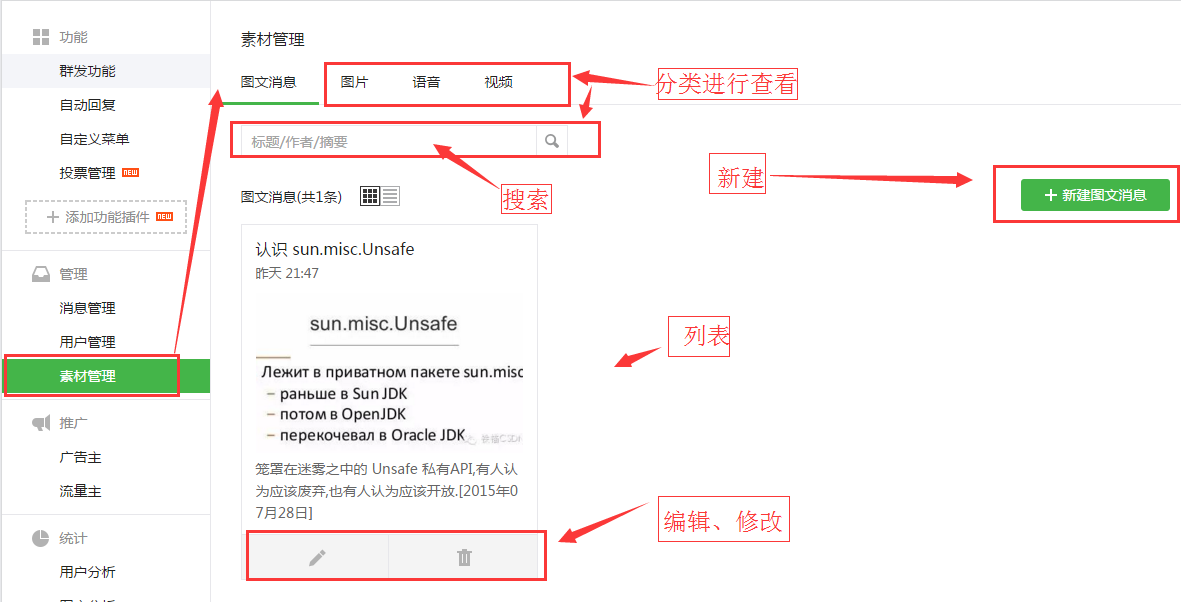 功能
群发功能
自动回复
自定义菜单
投票管理 NEW
添加功能插件 NEW
管理
消息管理
用户管理
素材管理
推广
广告主
流量主
统计
用户分析
素材管理
图文消息 图片 语音 视频
分类进行查看
标题/作者/摘要
搜索
新建
+ 新建图文消息
图文消息(共1条)
认识 sun.misc.Unsafe
昨天 21:47
sun.misc.Unsafe
Лежит в приватном пакете sun.misc
– раньше в Sun JDK
– потом в OpenJDK
– перекочевал в Oracle JDK
笼罩在迷雾之中的 Unsafe 私有API,有人认
为应该废弃,也有人认为应该开放.[2015年0
7月28日]
列表
编辑、修改